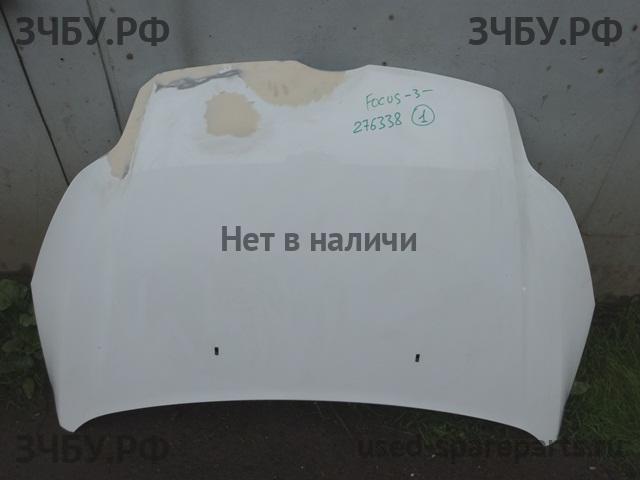 ЗЧБУ.РФ ЗЧБУ.РФ
FOCUS -3-
276338 1
Нет в наличи
ЗЧБУ.РФ used-spareparts.ru